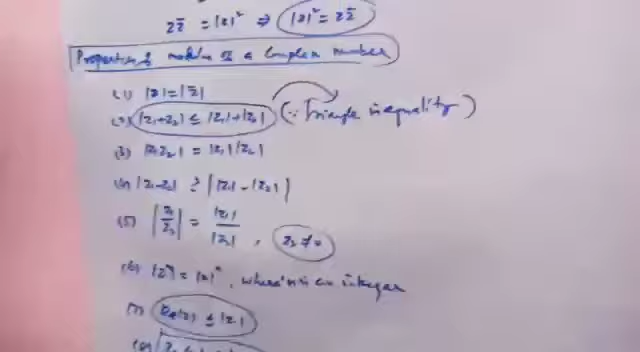 z z̄ = |z|² ⇒ |z|² = z z̄
Properties of modulus of a complex number
(1) |z| = |z̄|
(2) |z₁+z₂| ≤ |z₁|+|z₂| (∵ Triangle inequality)
(3) |z₁z₂| = |z₁||z₂|
(4) |z₁-z₂| ≥ ||z₁|-|z₂||
(5) |z₁/z₂| = |z₁|/|z₂| , z₂ ≠ 0
(6) |zⁿ| = |z|ⁿ, where n is an integer
(7) Re(z) ≤ |z|
(8)